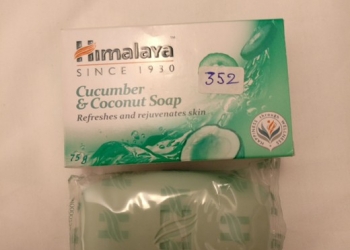 Himalaya
SINCE 1930
352
Cucumber
& Coconut Soap
Refreshes and rejuvenates skin
75 g